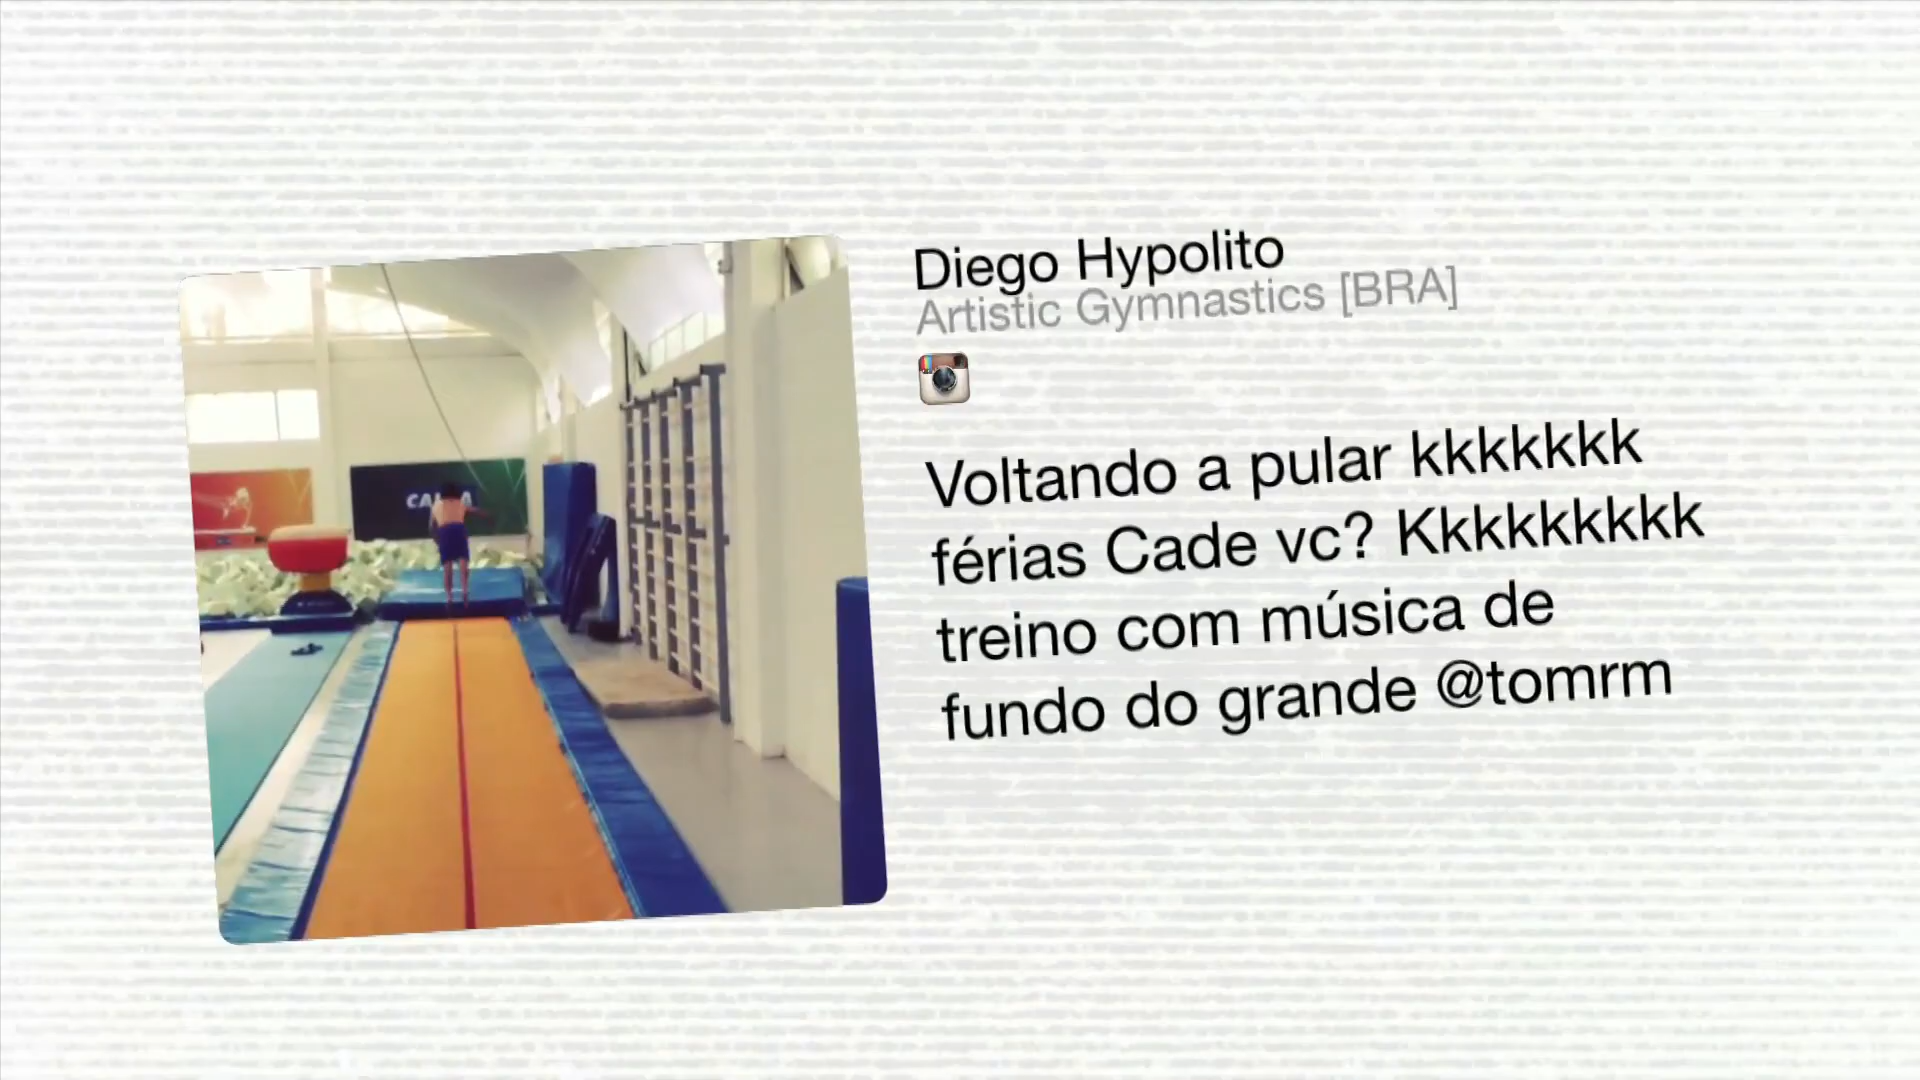 Diego Hypolito
Artistic Gymnastics [BRA]
Voltando a pular kkkkkkk
férias Cade vc? Kkkkkkkkk
treino com música de
fundo do grande @tomrm